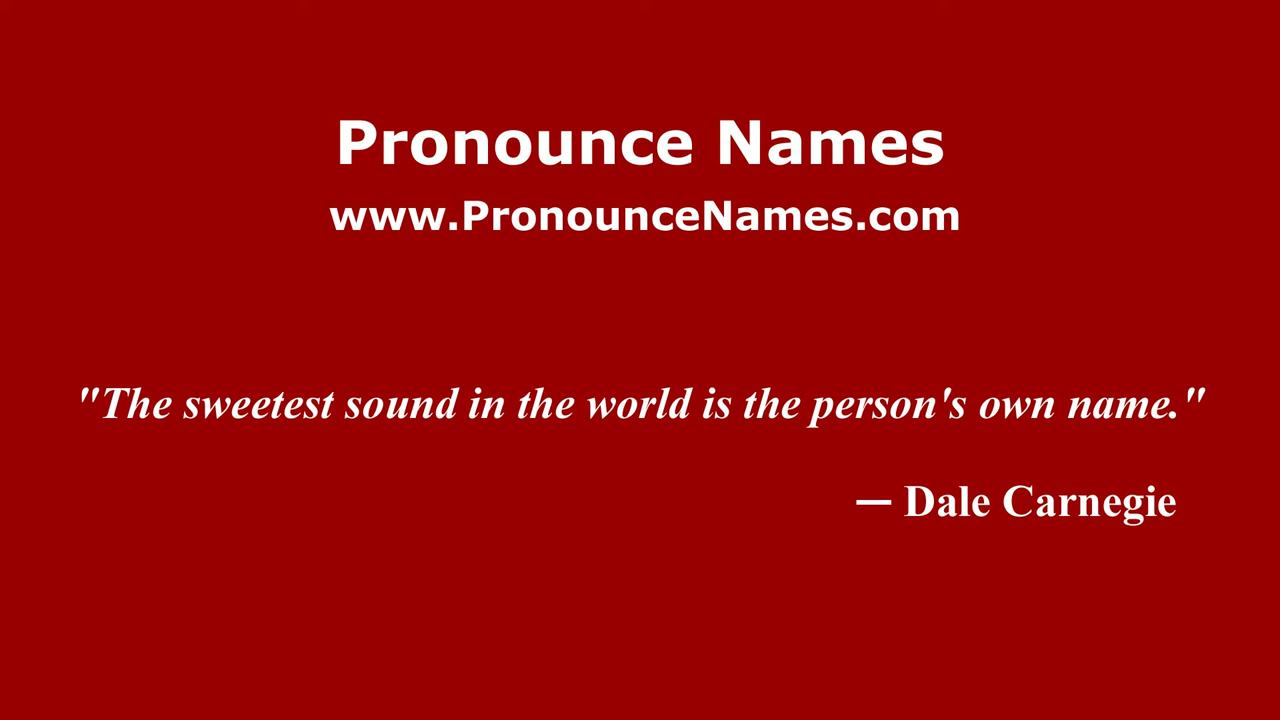 Pronounce Names
www.PronounceNames.com
"The sweetest sound in the world is the person's own name."
— Dale Carnegie